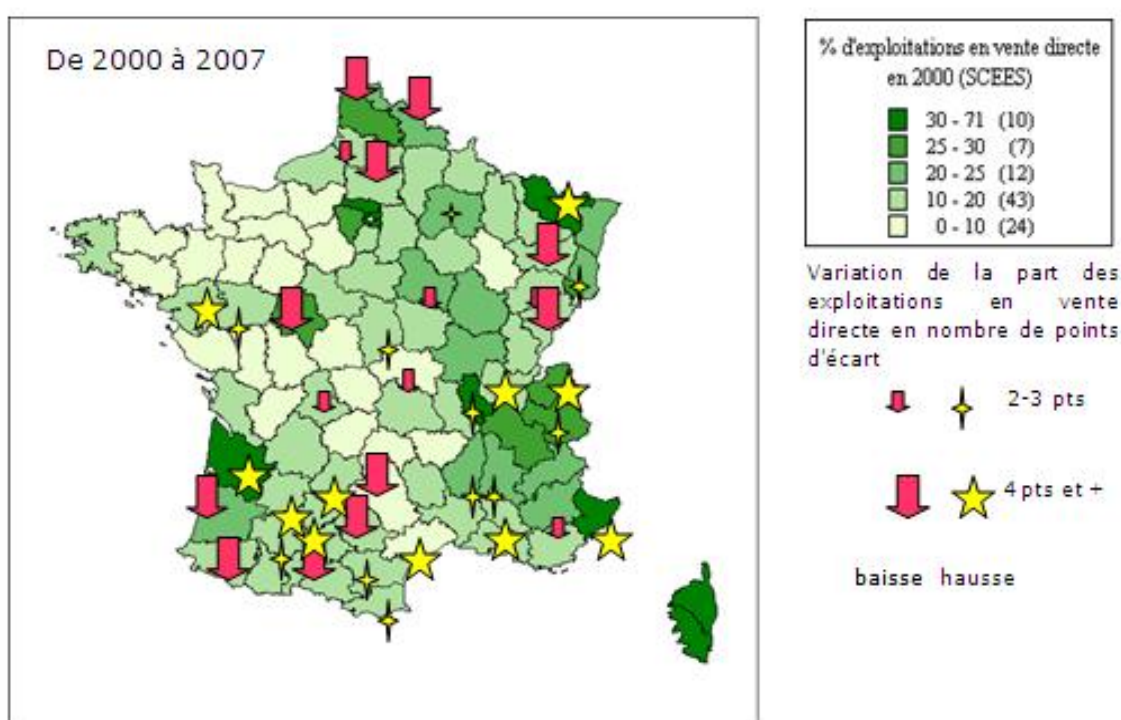 De 2000 à 2007
% d'exploitations en vente directe
en 2000 (SCEES)
30 - 71 (10)
25 - 30 (7)
20 - 25 (12)
10 - 20 (43)
0 - 10 (24)
Variation de la part des
exploitations en vente
directe en nombre de points
d'écart
2-3 pts
4 pts et +
baisse hausse